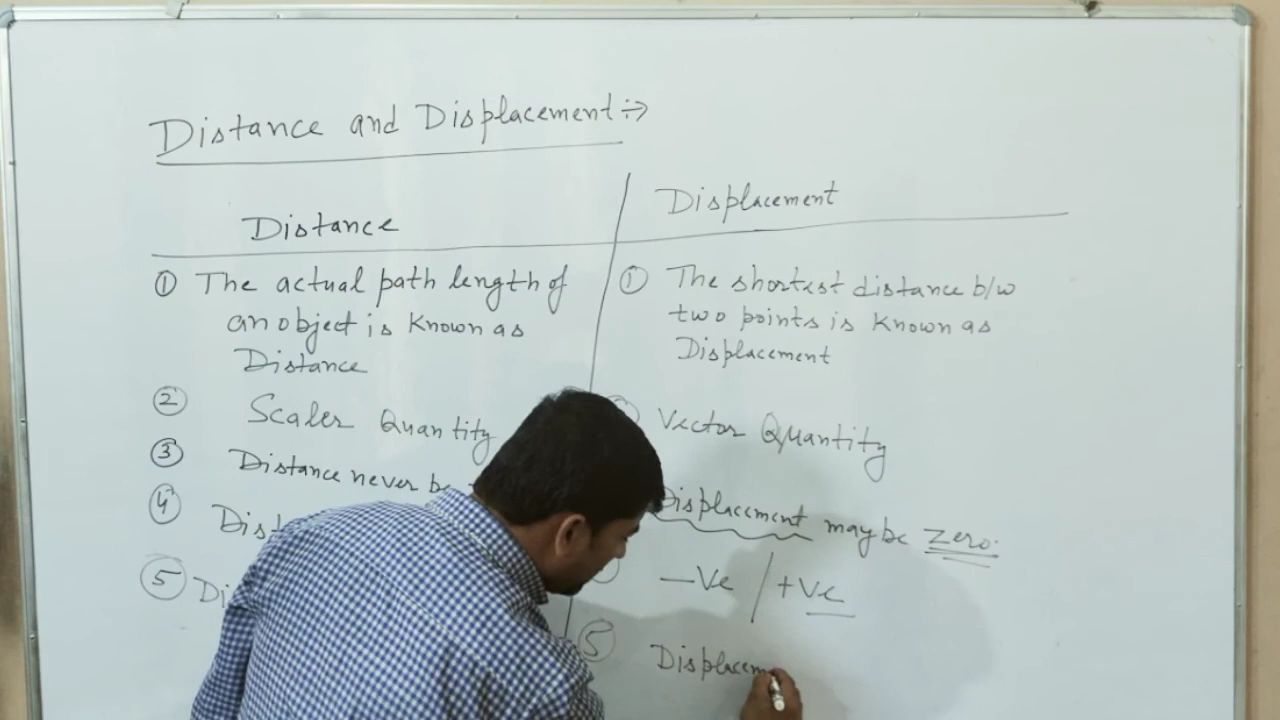 Distance and Displacement :→
Distance
① The actual path length of
an object is Known as
Distance
② Scaler Quantity
③ Distance never be
④
⑤
Displacement
① The shortest distance b/w
two points is Known as
Displacement
Vector Quantity
Displacement may be Zero.
-Ve / +Ve
⑤ Displacem